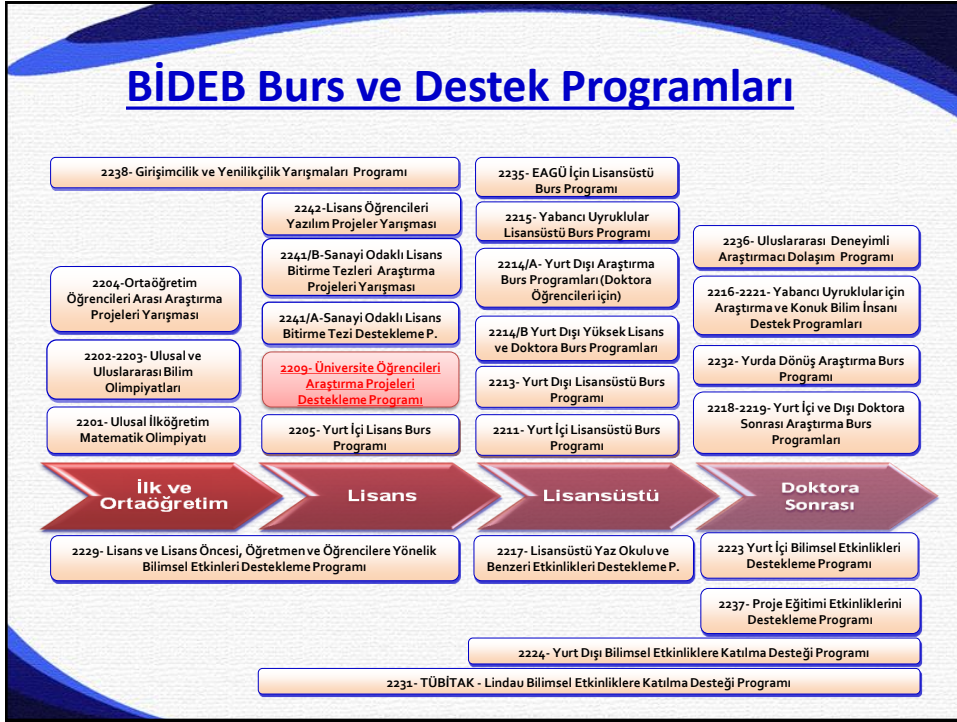 BİDEB Burs ve Destek Programları
2238- Girişimcilik ve Yenilikçilik Yarışmaları Programı
2204-Ortaöğretim
Öğrencileri Arası Araştırma
Projeleri Yarışması
2202-2203- Ulusal ve
Uluslararası Bilim
Olimpiyatları
2201- Ulusal İlköğretim
Matematik Olimpiyatı
2242-Lisans Öğrencileri
Yazılım Projeler Yarışması
2241/B-Sanayi Odaklı Lisans
Bitirme Tezleri Araştırma
Projeleri Yarışması
2241/A-Sanayi Odaklı Lisans
Bitirme Tezi Destekleme P.
2209- Üniversite Öğrencileri
Araştırma Projeleri
Destekleme Programı
2205- Yurt İçi Lisans Burs
Programı
2235- EAGÜ İçin Lisansüstü
Burs Programı
2215- Yabancı Uyruklular
Lisansüstü Burs Programı
2214/A- Yurt Dışı Araştırma
Burs Programları (Doktora
Öğrencileri için)
2214/B Yurt Dışı Yüksek Lisans
ve Doktora Burs Programları
2213- Yurt Dışı Lisansüstü Burs
Programı
2211- Yurt İçi Lisansüstü Burs
Programı
2236- Uluslararası Deneyimli
Araştırmacı Dolaşım Programı
2216-2221- Yabancı Uyruklular için
Araştırma ve Konuk Bilim İnsanı
Destek Programları
2232- Yurda Dönüş Araştırma Burs
Programı
2218-2219- Yurt İçi ve Dışı Doktora
Sonrası Araştırma Burs
Programları
İlk ve
Ortaöğretim
Lisans
Lisansüstü
Doktora
Sonrası
2229- Lisans ve Lisans Öncesi, Öğretmen ve Öğrencilere Yönelik
Bilimsel Etkinleri Destekleme Programı
2217- Lisansüstü Yaz Okulu ve
Benzeri Etkinlikleri Destekleme P.
2223 Yurt İçi Bilimsel Etkinlikleri
Destekleme Programı
2237- Proje Eğitimi Etkinliklerini
Destekleme Programı
2224- Yurt Dışı Bilimsel Etkinliklere Katılma Desteği Programı
2231- TÜBİTAK - Lindau Bilimsel Etkinliklere Katılma Desteği Programı